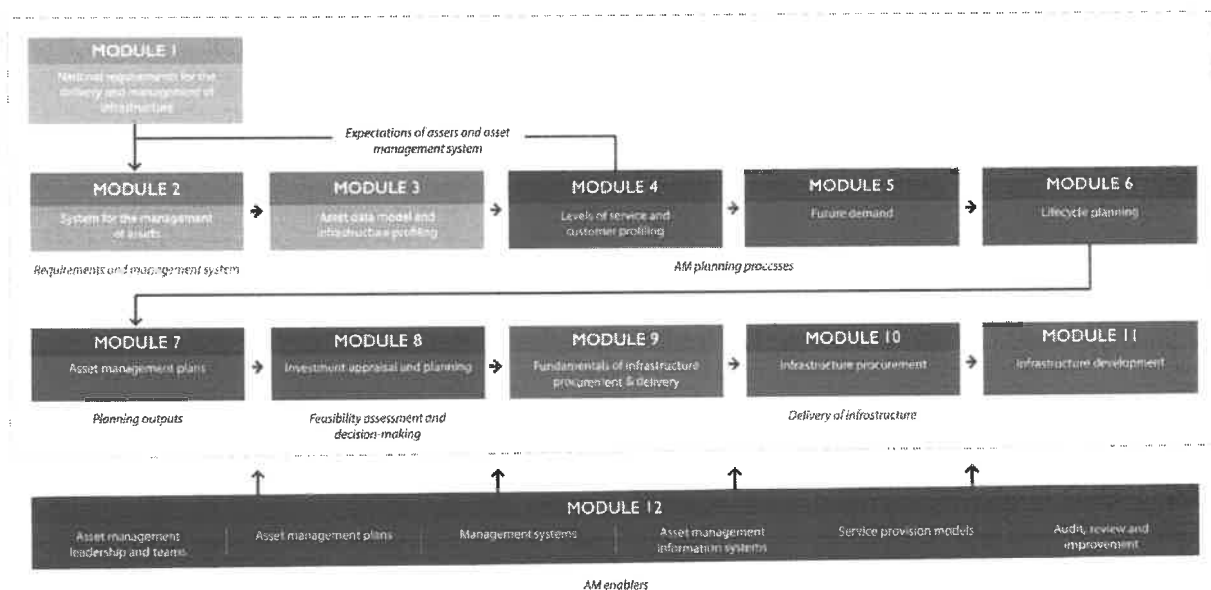 MODULE 1
National requirements for the
delivery and management of
infrastructure
Expectations of assets and asset
management system
MODULE 2
System for the management
of assets
MODULE 3
Asset data model and
infrastructure profiling
MODULE 4
Levels of service and
customer profiling
MODULE 5
Future demand
MODULE 6
Lifecycle planning
Requirements and management system
AM planning processes
MODULE 7
Asset management plans
MODULE 8
Investment appraisal and planning
MODULE 9
Fundamentals of infrastructure
procurement & delivery
MODULE 10
Infrastructure procurement
MODULE 11
Infrastructure development
Planning outputs
Feasibility assessment and
decision-making
Delivery of infrastructure
MODULE 12
Asset management
leadership and teams
Asset management plans
Management systems
Asset management
information systems
Service provision models
Audit, review and
improvement
AM enablers